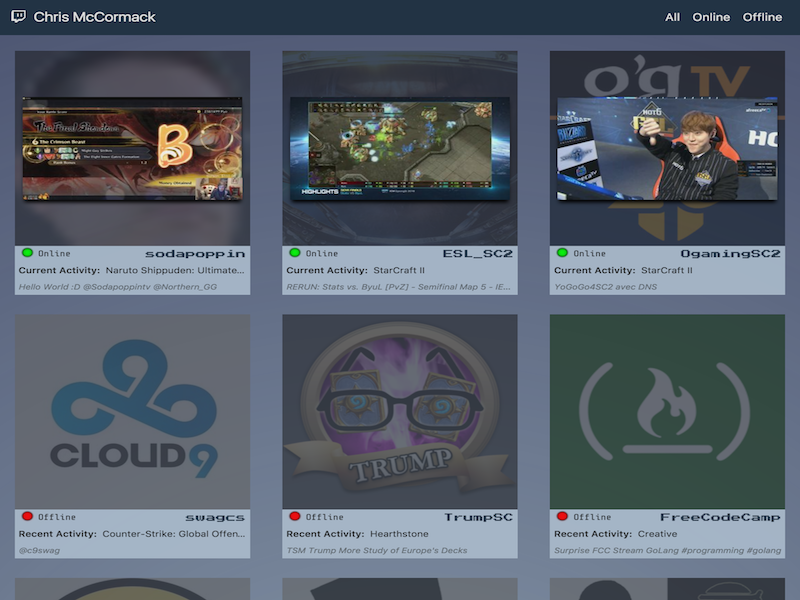 Chris McCormack
All Online Offline
o'g TV
The Final Showdown
6 The Crimson Beast
B
HIGHLIGHTS
HOT6
Online sodapoppin
Current Activity: Naruto Shippuden: Ultimate...
Hello World :D @Sodapoppintv @Northern_GG
Online ESL_SC2
Current Activity: StarCraft II
RERUN: Stats vs. ByuL [PvZ] - Semifinal Map 5 - IE...
Online OgamingSC2
Current Activity: StarCraft II
YoGoGo4SC2 avec DNS
CLOUD9
TRUMP
Offline swagcs
Recent Activity: Counter-Strike: Global Offen...
@c9swag
Offline TrumpSC
Recent Activity: Hearthstone
TSM Trump More Study of Europe's Decks
Offline FreeCodeCamp
Recent Activity: Creative
Surprise FCC Stream GoLang #programming #golang